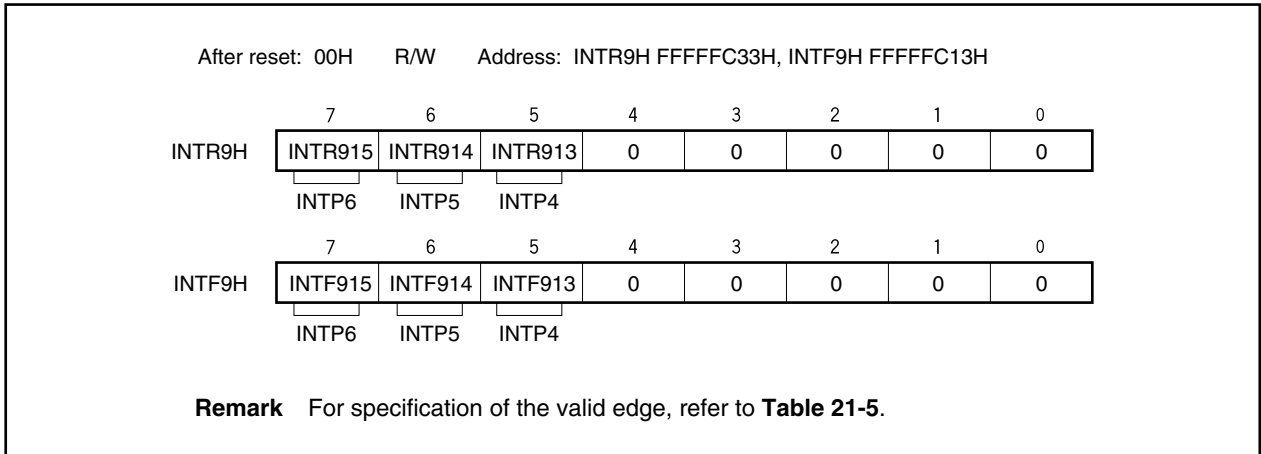 After reset: 00H R/W Address: INTR9H FFFFFC33H, INTF9H FFFFFC13H
7 6 5 4 3 2 1 0
INTR9H INTR915 INTR914 INTR913 0 0 0 0 0
INTP6 INTP5 INTP4
7 6 5 4 3 2 1 0
INTF9H INTF915 INTF914 INTF913 0 0 0 0 0
INTP6 INTP5 INTP4
Remark For specification of the valid edge, refer to Table 21-5.